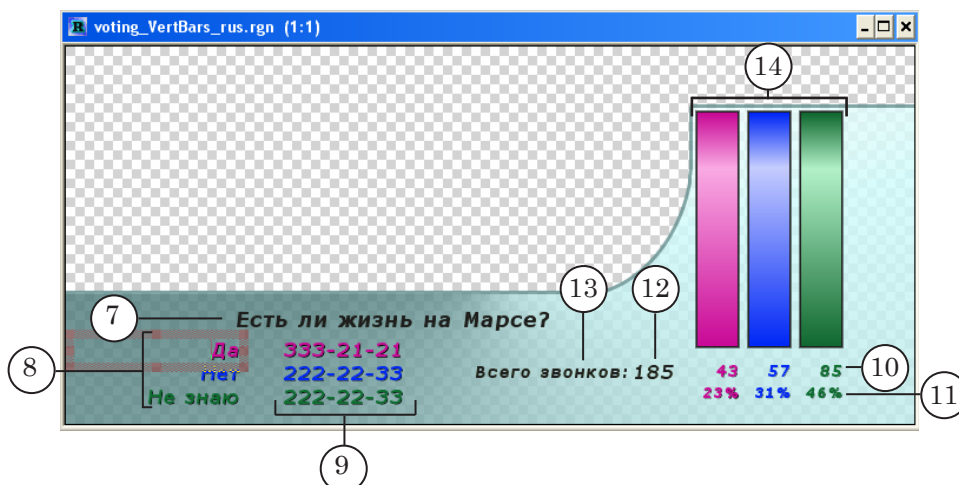 R voting_VertBars_rus.rgn (1:1)
14
13
12
7 Есть ли жизнь на Марсе?
8
Да 333-21-21
Нет 222-22-33
Не знаю 222-22-33
Всего звонков: 185
43 57 85 10
23% 31% 46% 11
9